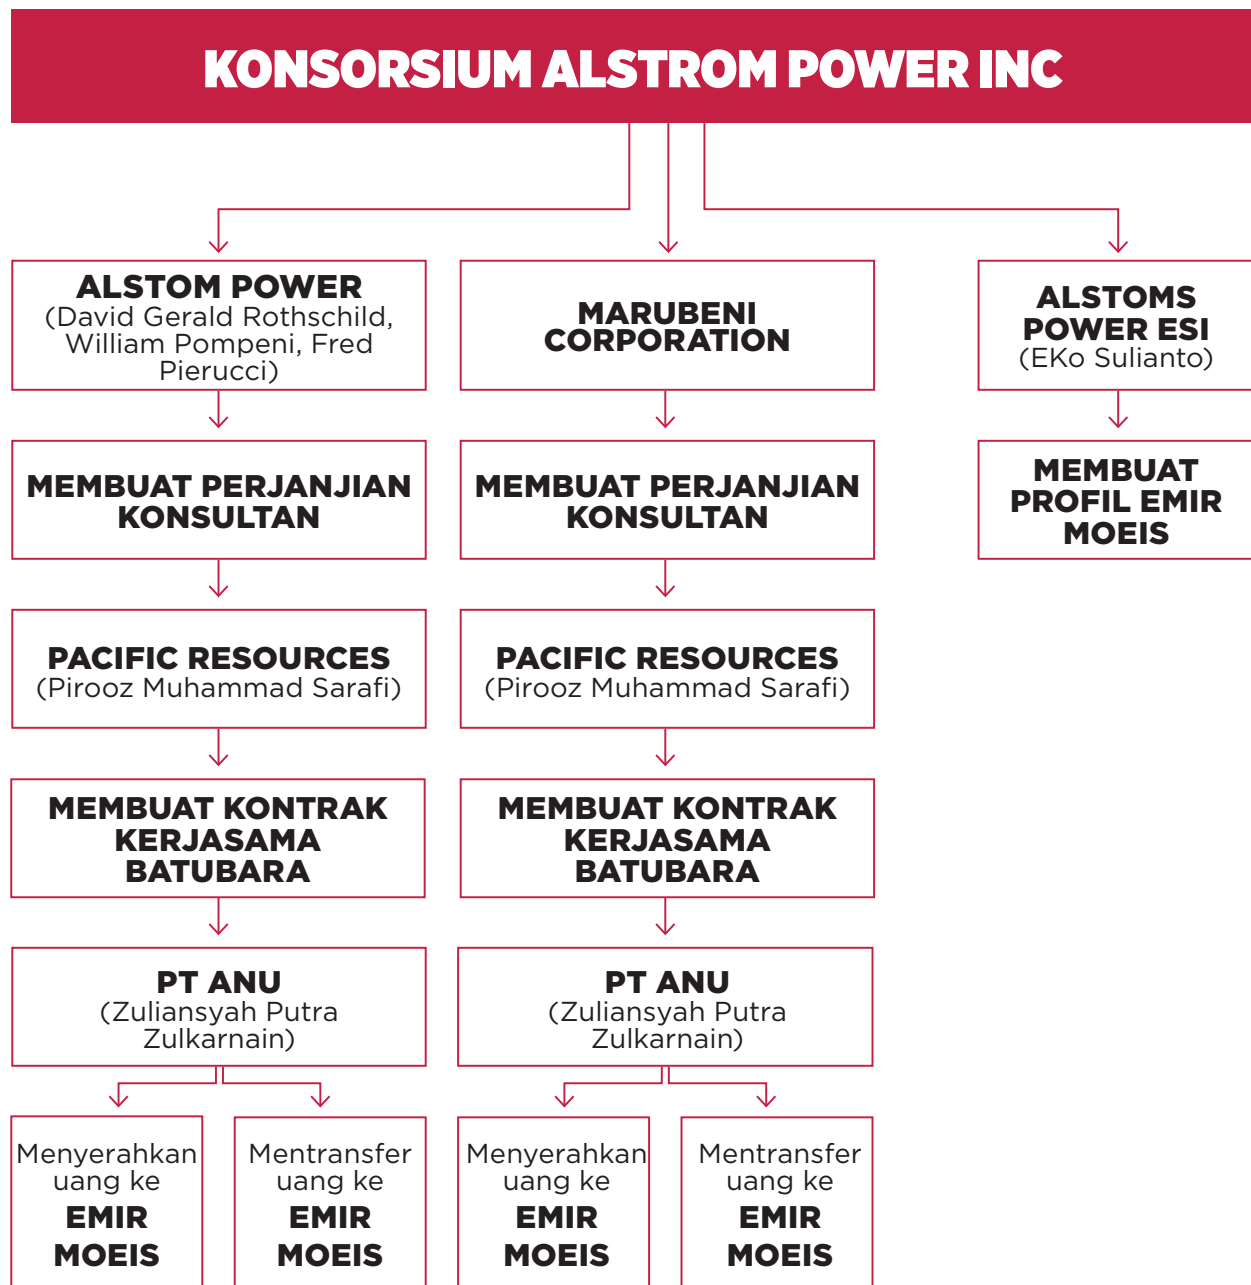 KONSORSIUM ALSTROM POWER INC
ALSTOM POWER
(David Gerald Rothschild,
William Pompeni, Fred
Pierucci)
MARUBENI
CORPORATION
ALSTOMS
POWER ESI
(EKo Sulianto)
MEMBUAT PERJANJIAN
KONSULTAN
MEMBUAT PERJANJIAN
KONSULTAN
MEMBUAT
PROFIL EMIR
MOEIS
PACIFIC RESOURCES
(Pirooz Muhammad Sarafi)
PACIFIC RESOURCES
(Pirooz Muhammad Sarafi)
MEMBUAT KONTRAK
KERJASAMA
BATUBARA
MEMBUAT KONTRAK
KERJASAMA
BATUBARA
PT ANU
(Zuliansyah Putra
Zulkarnain)
PT ANU
(Zuliansyah Putra
Zulkarnain)
Menyerahkan
uang ke
EMIR
MOEIS
Mentransfer
uang ke
EMIR
MOEIS
Menyerahkan
uang ke
EMIR
MOEIS
Mentransfer
uang ke
EMIR
MOEIS